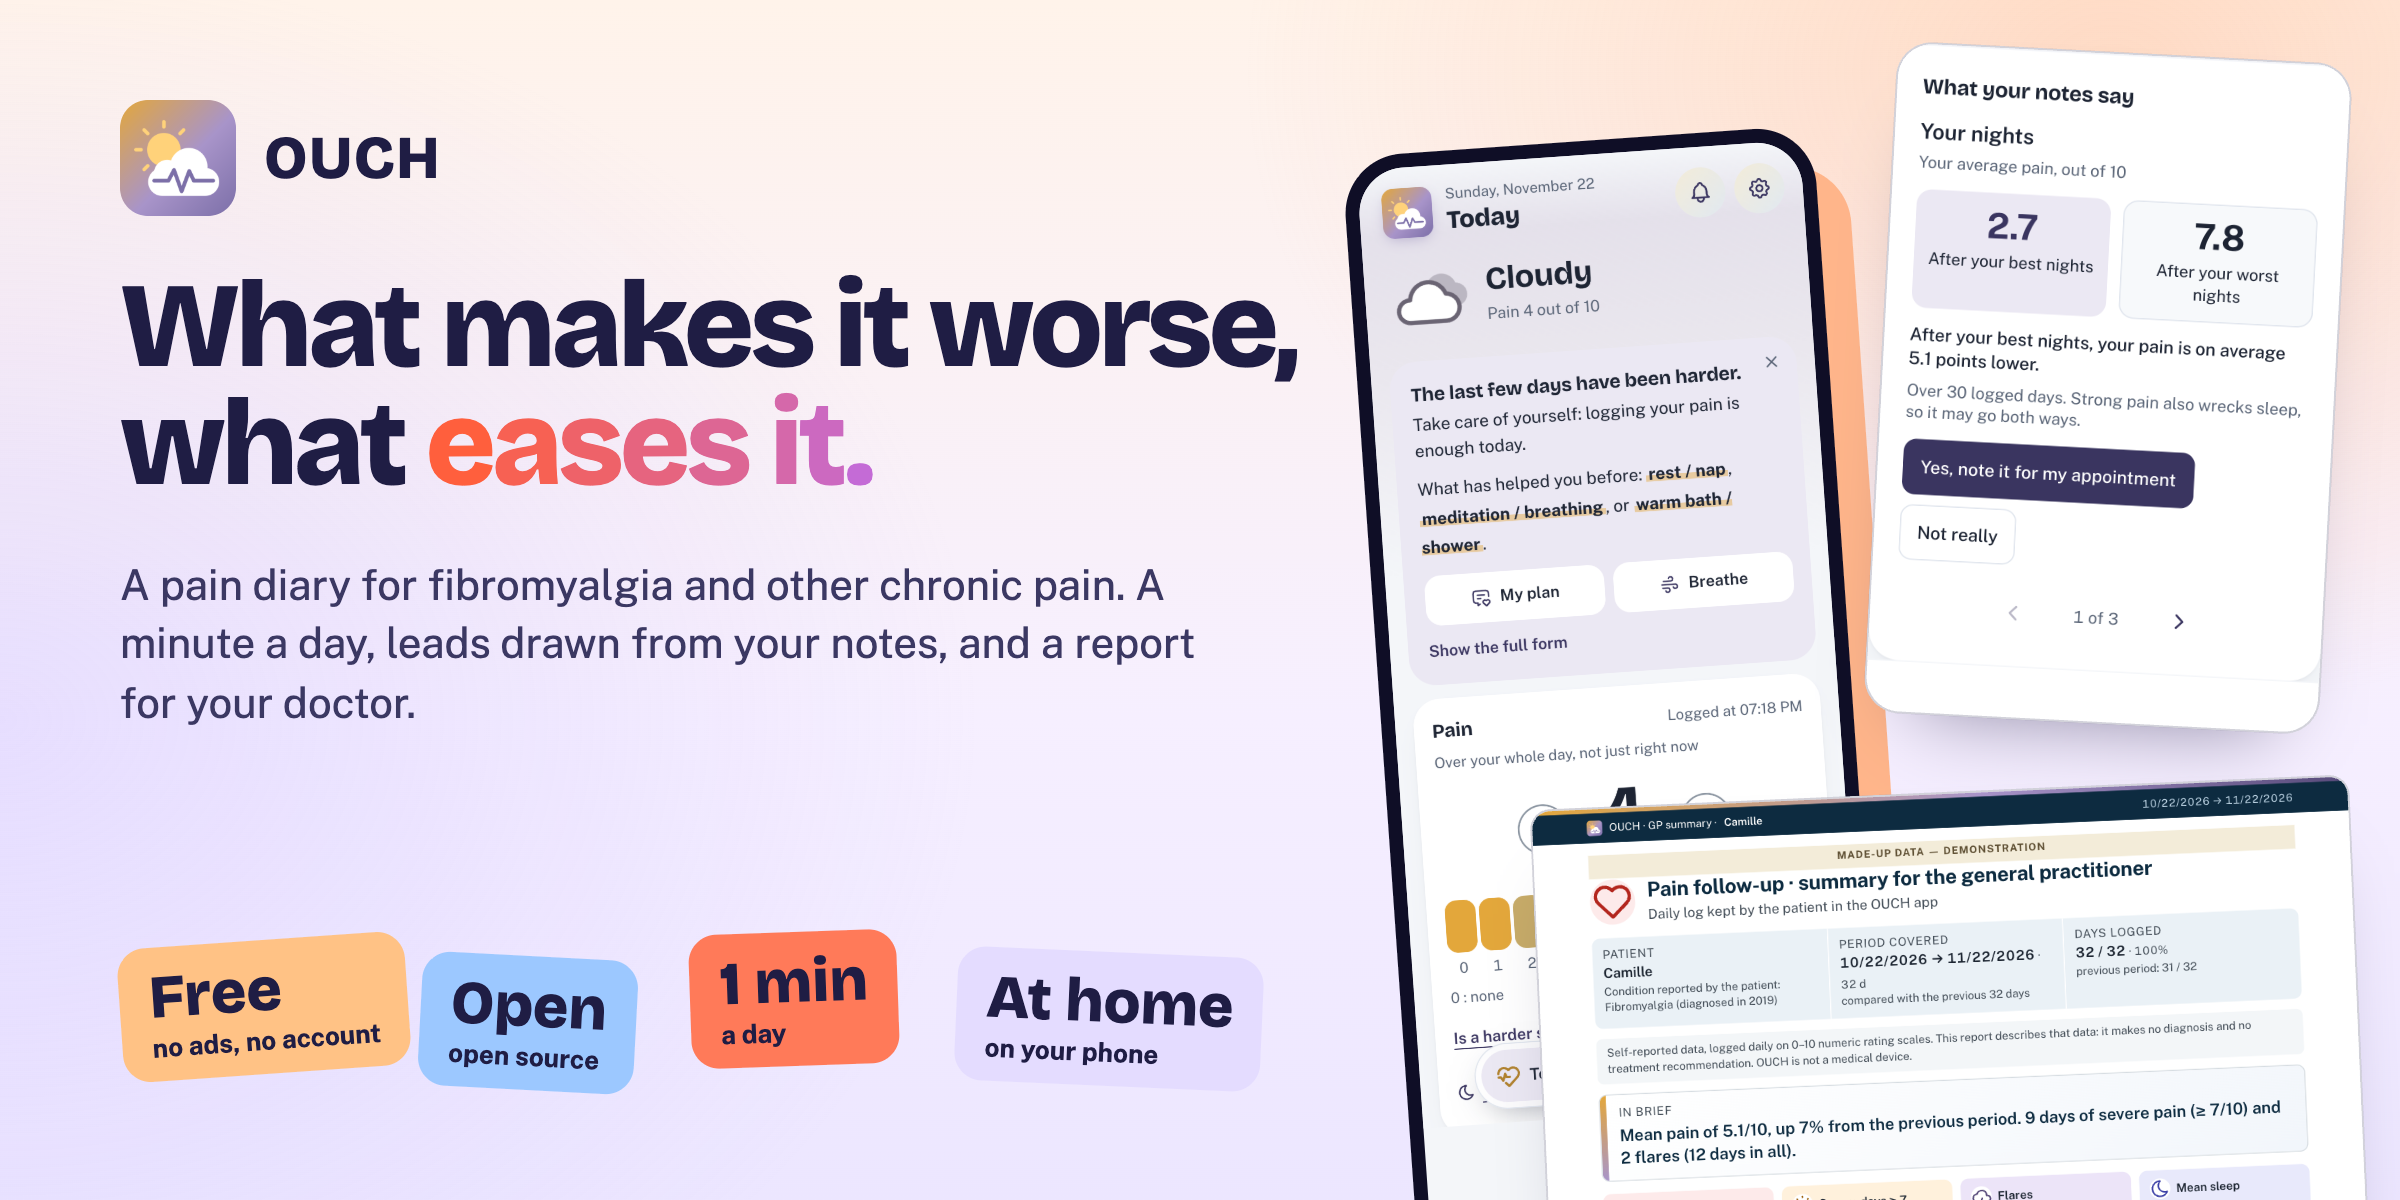 OUCH
What makes it worse,
what eases it.
A pain diary for fibromyalgia and other chronic pain. A
minute a day, leads drawn from your notes, and a report
for your doctor.
Free
no ads, no account
Open
open source
1 min
a day
At home
on your phone
Sunday, November 22
Today
Cloudy
Pain 4 out of 10
The last few days have been harder.
Take care of yourself: logging your pain is
enough today.
What has helped you before: rest / nap,
meditation / breathing, or warm bath /
shower.
My plan
Breathe
Show the full form
Pain
Logged at 07:18 PM
Over your whole day, not just right now
4
0 1 2
0 : none
Is a harder
What your notes say
Your nights
Your average pain, out of 10
2.7
After your best nights
7.8
After your worst
nights
After your best nights, your pain is on average
5.1 points lower.
Over 30 logged days. Strong pain also wrecks sleep,
so it may go both ways.
Yes, note it for my appointment
Not really
1 of 3
OUCH · GP summary · Camille
10/22/2026 → 11/22/2026
MADE-UP DATA — DEMONSTRATION
Pain follow-up · summary for the general practitioner
Daily log kept by the patient in the OUCH app
PATIENT
Camille
Condition reported by the patient:
Fibromyalgia (diagnosed in 2019)
PERIOD COVERED
10/22/2026 → 11/22/2026 ·
32 d
compared with the previous 32 days
DAYS LOGGED
32 / 32 · 100%
previous period: 31 / 32
Self-reported data, logged daily on 0–10 numeric rating scales. This report describes that data: it makes no diagnosis and no
treatment recommendation. OUCH is not a medical device.
IN BRIEF
Mean pain of 5.1/10, up 7% from the previous period. 9 days of severe pain (≥ 7/10) and
2 flares (12 days in all).
Flares
Mean sleep